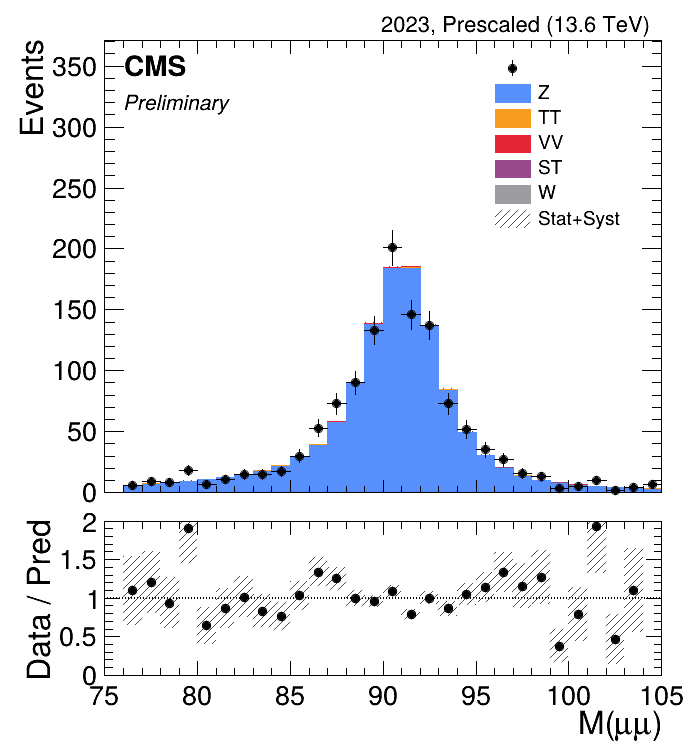 2023, Prescaled (13.6 TeV)
CMS
Preliminary
Events
350
300
250
200
150
100
50
0
Z
TT
VV
ST
W
Stat+Syst
Data / Pred
2
1.5
1
0.5
0
75 80 85 90 95 100 105
M(μμ)